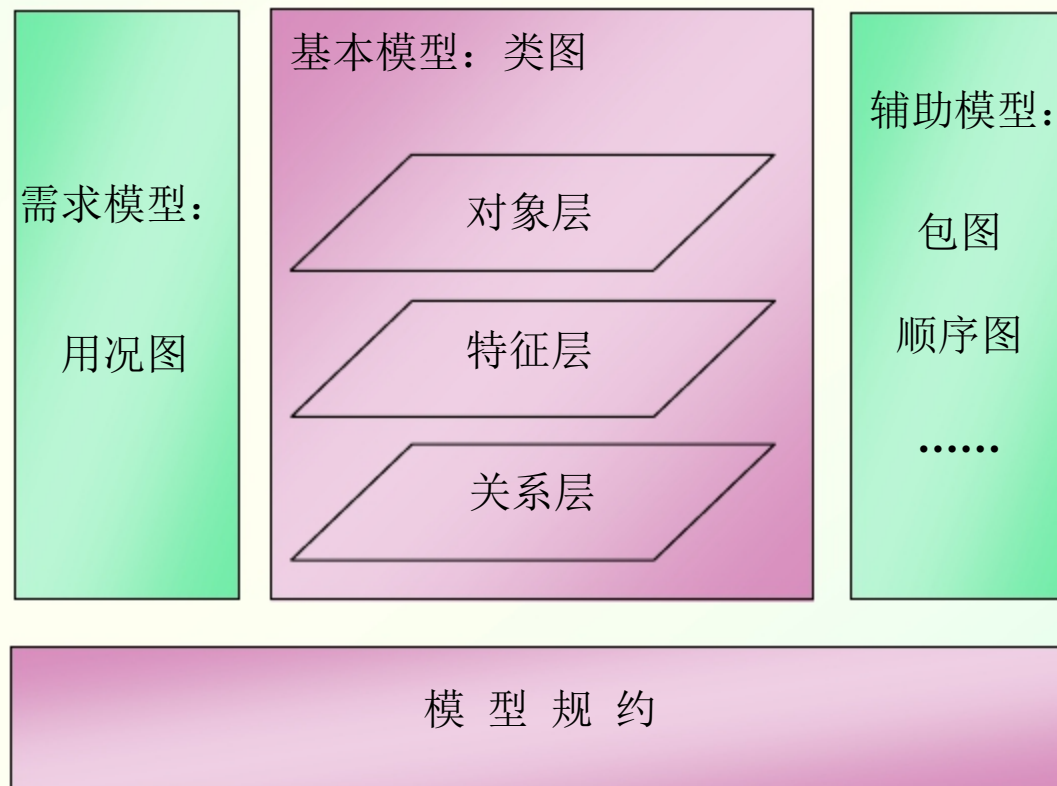 需求模型：
用况图
基本模型：类图
对象层
特征层
关系层
辅助模型：
包图
顺序图
……
模 型 规 约